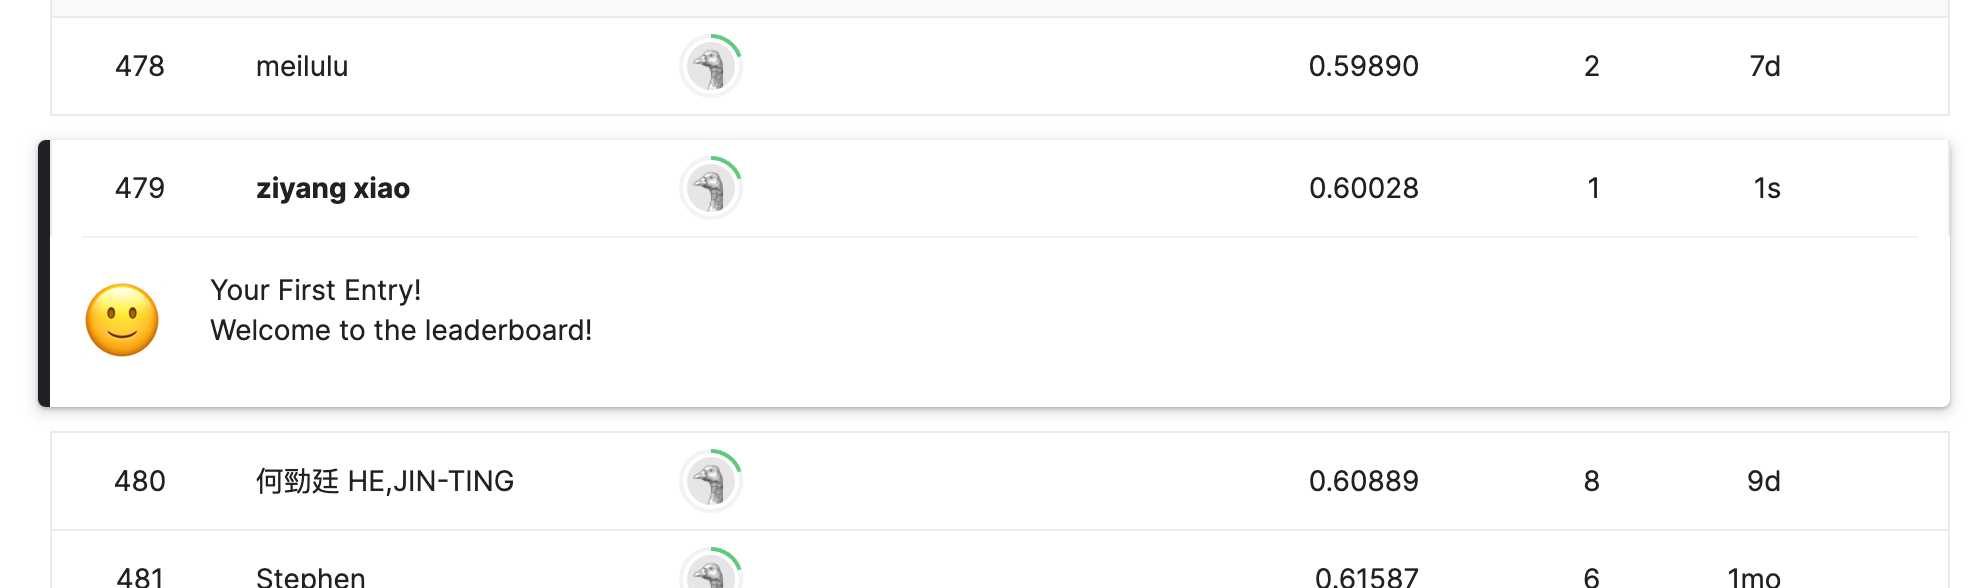 478 meilulu 0.59890 2 7d
479 ziyang xiao 0.60028 1 1s
Your First Entry!
Welcome to the leaderboard!
480 何勁廷 HE,JIN-TING 0.60889 8 9d
481 Stephen 0.61587 6 1mo